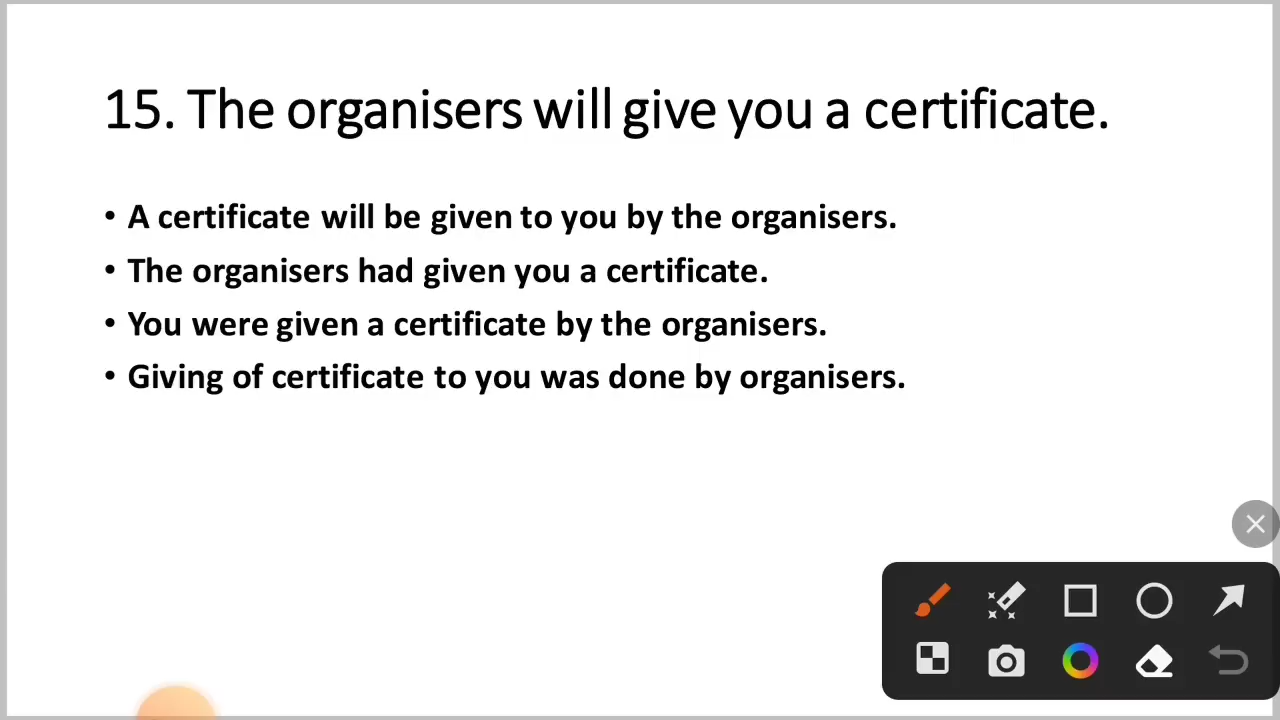 15. The organisers will give you a certificate.
• A certificate will be given to you by the organisers.
• The organisers had given you a certificate.
• You were given a certificate by the organisers.
• Giving of certificate to you was done by organisers.